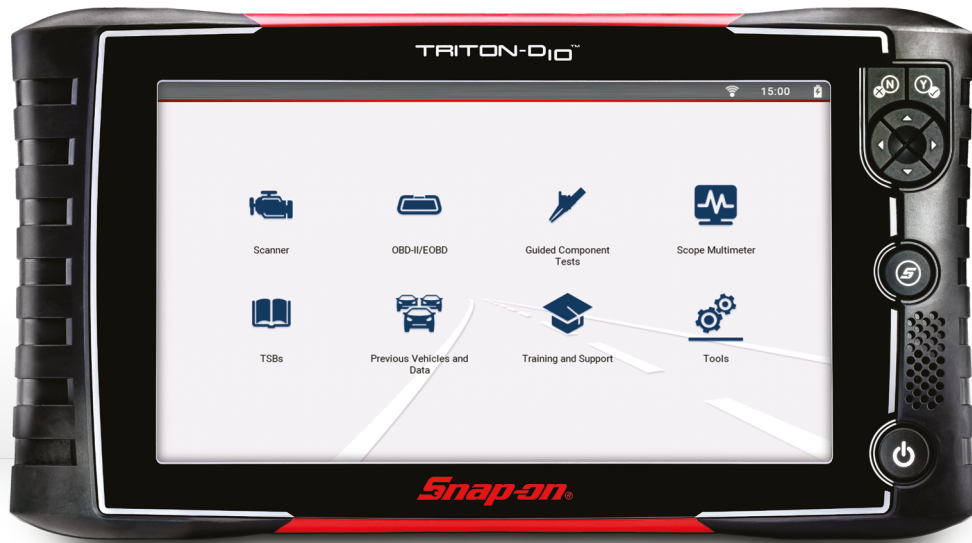 TRITON-D10™
15:00
N
Y
Scanner
OBD-II/EOBD
Guided Component
Tests
Scope Multimeter
S
TSBs
Previous Vehicles and
Data
Training and Support
Tools
Snap-on®